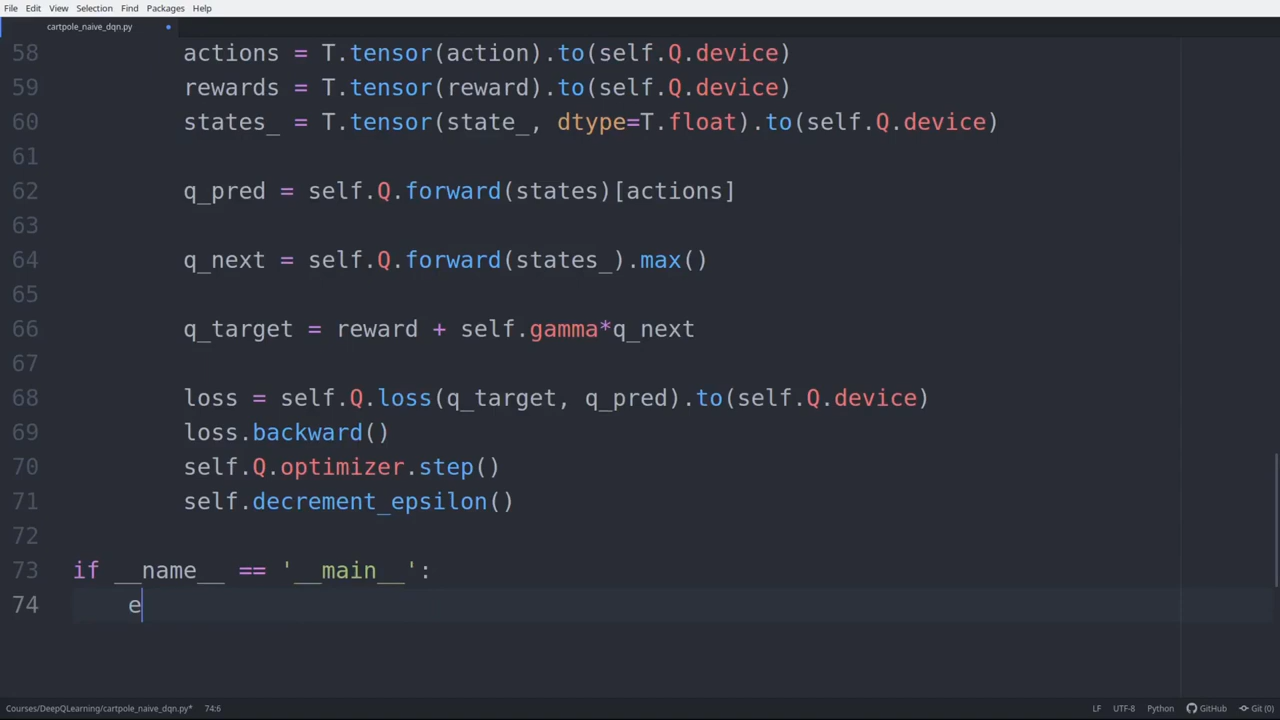 File Edit View Selection Find Packages Help
cartpole_naive_dqn.py
58 actions = T.tensor(action).to(self.Q.device)
59 rewards = T.tensor(reward).to(self.Q.device)
60 states_ = T.tensor(state_, dtype=T.float).to(self.Q.device)
61
62 q_pred = self.Q.forward(states)[actions]
63
64 q_next = self.Q.forward(states_).max()
65
66 q_target = reward + self.gamma*q_next
67
68 loss = self.Q.loss(q_target, q_pred).to(self.Q.device)
69 loss.backward()
70 self.Q.optimizer.step()
71 self.decrement_epsilon()
72
73 if __name__ == '__main__':
74 e
Courses/DeepQLearning/cartpole_naive_dqn.py* 74:6 LF UTF-8 Python GitHub Git (0)